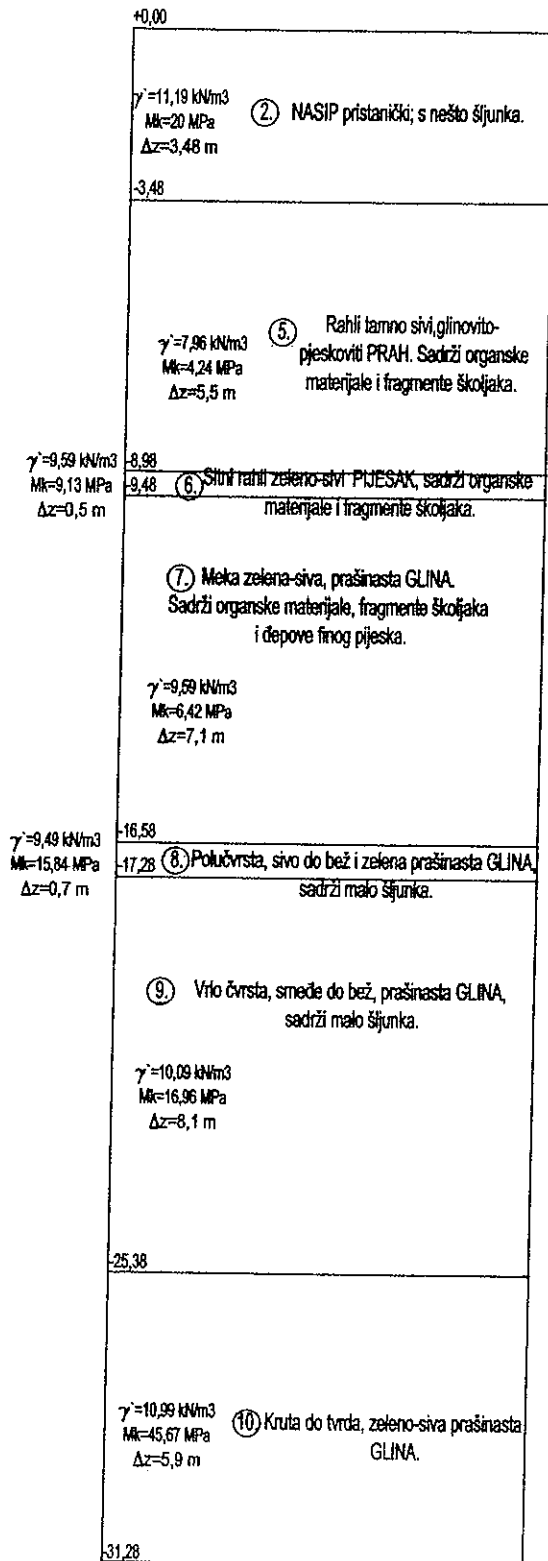 +0,00
γ`=11,19 kN/m3
Mk=20 MPa
Δz=3,48 m
2. NASIP pristanički; s nešto šljunka.
-3,48
γ`=7,96 kN/m3
Mk=4,24 MPa
Δz=5,5 m
5. Rahli tamno sivi,glinovito-
pjeskoviti PRAH. Sadrži organske
materijale i fragmente školjaka.
γ`=9,59 kN/m3
Mk=9,13 MPa
Δz=0,5 m
-8,98
-9,48
6. Sitni rahli zeleno-sivi PIJESAK, sadrži organske
materijale i fragmente školjaka.
7. Meka zelena-siva, prašinasta GLINA.
Sadrži organske materijale, fragmente školjaka
i đepove finog pijeska.
γ`=9,59 kN/m3
Mk=6,42 MPa
Δz=7,1 m
γ`=9,49 kN/m3
Mk=15,84 MPa
Δz=0,7 m
-16,58
-17,28
8. Polučvrsta, sivo do bež i zelena prašinasta GLINA,
sadrži malo šljunka.
9. Vrlo čvrsta, smeđe do bež, prašinasta GLINA,
sadrži malo šljunka.
γ`=10,09 kN/m3
Mk=16,96 MPa
Δz=8,1 m
-25,38
γ`=10,99 kN/m3
Mk=45,67 MPa
Δz=5,9 m
10. Kruta do tvrda, zeleno-siva prašinasta
GLINA.
-31,28